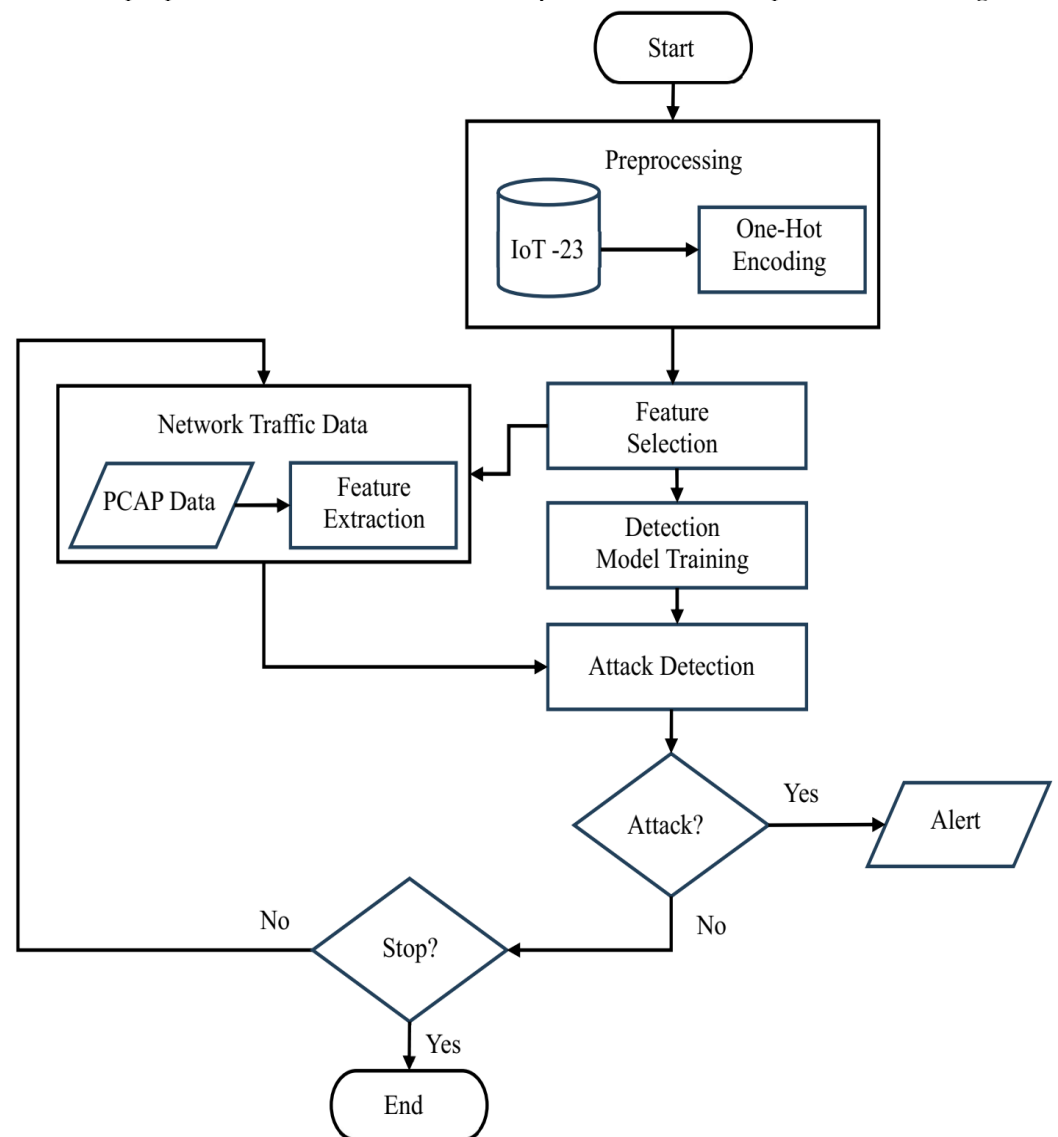 Start
Preprocessing
IoT -23
One-Hot
Encoding
Network Traffic Data
PCAP Data
Feature
Extraction
Feature
Selection
Detection
Model Training
Attack Detection
Attack?
Yes
Alert
No
Stop?
No
Yes
End